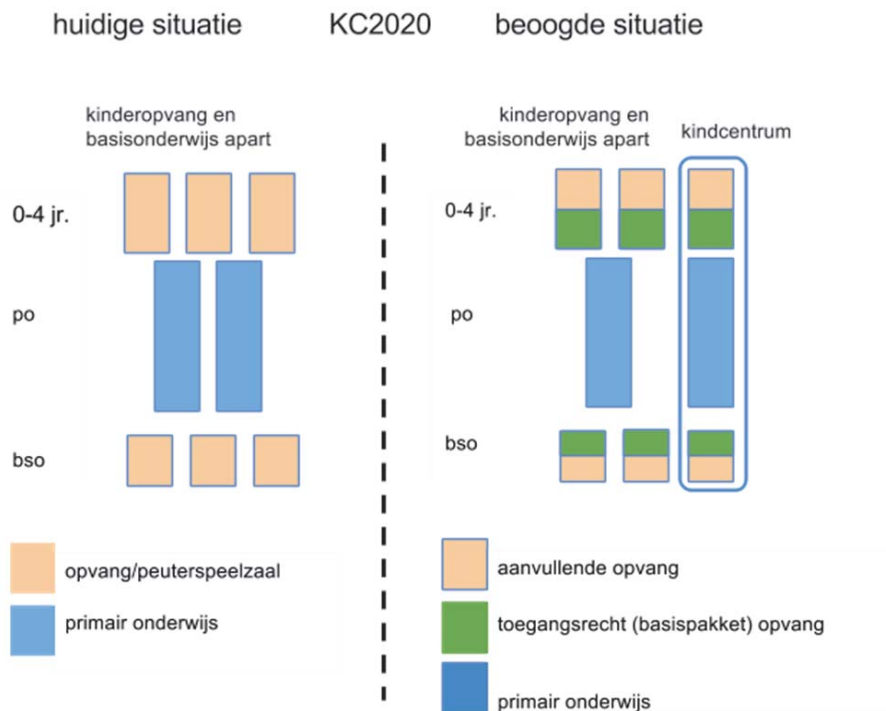 huidige situatie KC2020 beoogde situatie
kinderopvang en
basisonderwijs apart
0-4 jr.
po
bso
opvang/peuterspeelzaal
primair onderwijs
kinderopvang en
basisonderwijs apart
kindcentrum
0-4 jr.
po
bso
aanvullende opvang
toegangsrecht (basispakket) opvang
primair onderwijs